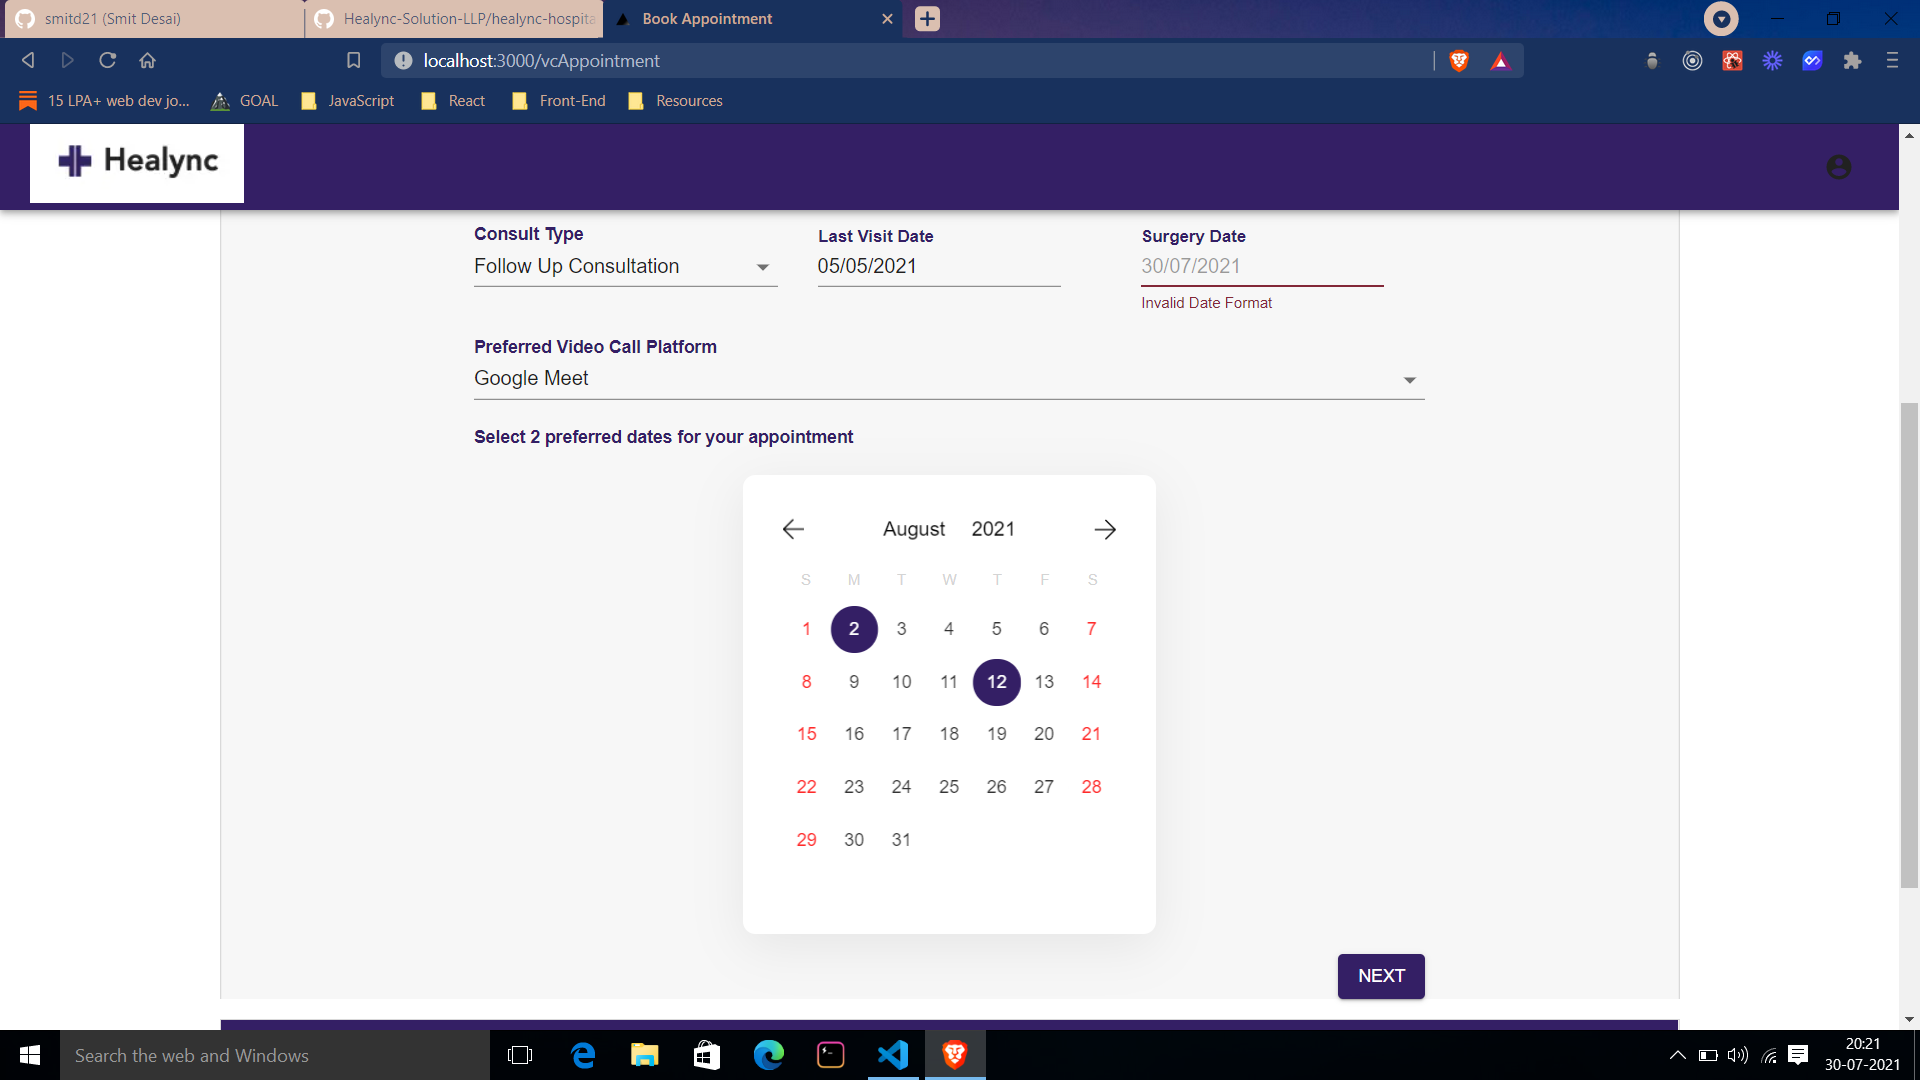 smitd21 (Smit Desai)
Healync-Solution-LLP/healync-hospita
Book Appointment
localhost:3000/vcAppointment
15 LPA+ web dev jo...
GOAL
JavaScript
React
Front-End
Resources
Healync
Consult Type
Last Visit Date
Surgery Date
Follow Up Consultation
05/05/2021
30/07/2021
Invalid Date Format
Preferred Video Call Platform
Google Meet
Select 2 preferred dates for your appointment
August 2021
S M T W T F S
1 2 3 4 5 6 7
8 9 10 11 12 13 14
15 16 17 18 19 20 21
22 23 24 25 26 27 28
29 30 31
NEXT
Search the web and Windows
20:21
30-07-2021